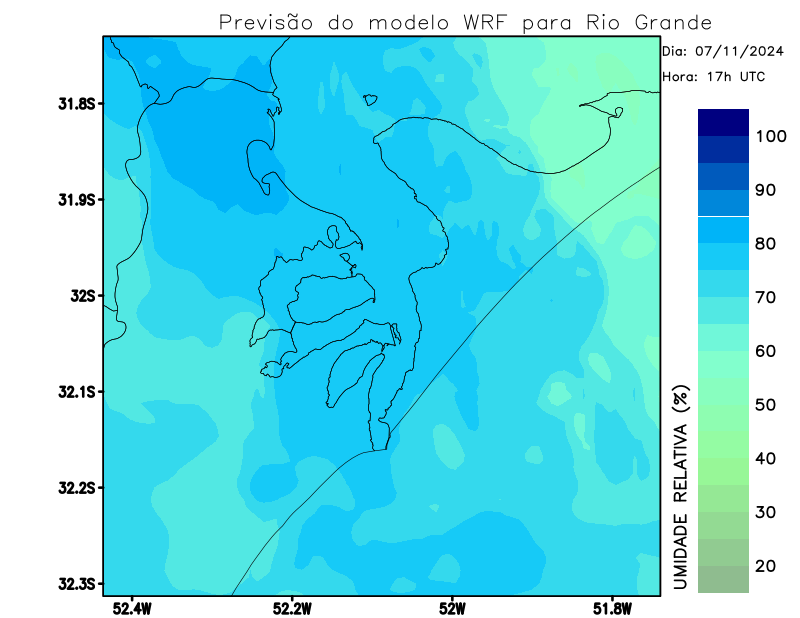 Previsão do modelo WRF para Rio Grande
Dia: 07/11/2024
Hora: 17h UTC
31.8S
31.9S
32S
32.1S
32.2S
32.3S
52.4W
52.2W
52W
51.8W
100
90
80
70
60
50
40
30
20
UMIDADE RELATIVA (%)